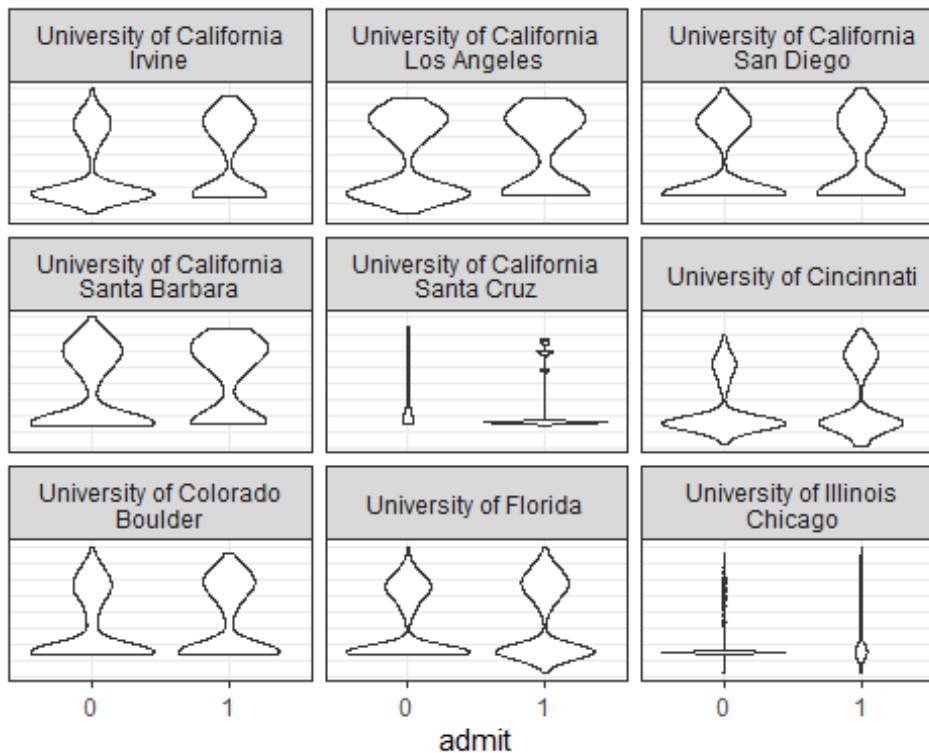 University of California
Irvine
University of California
Los Angeles
University of California
San Diego
University of California
Santa Barbara
University of California
Santa Cruz
University of Cincinnati
University of Colorado
Boulder
University of Florida
University of Illinois
Chicago
0 1 0 1 0 1
admit